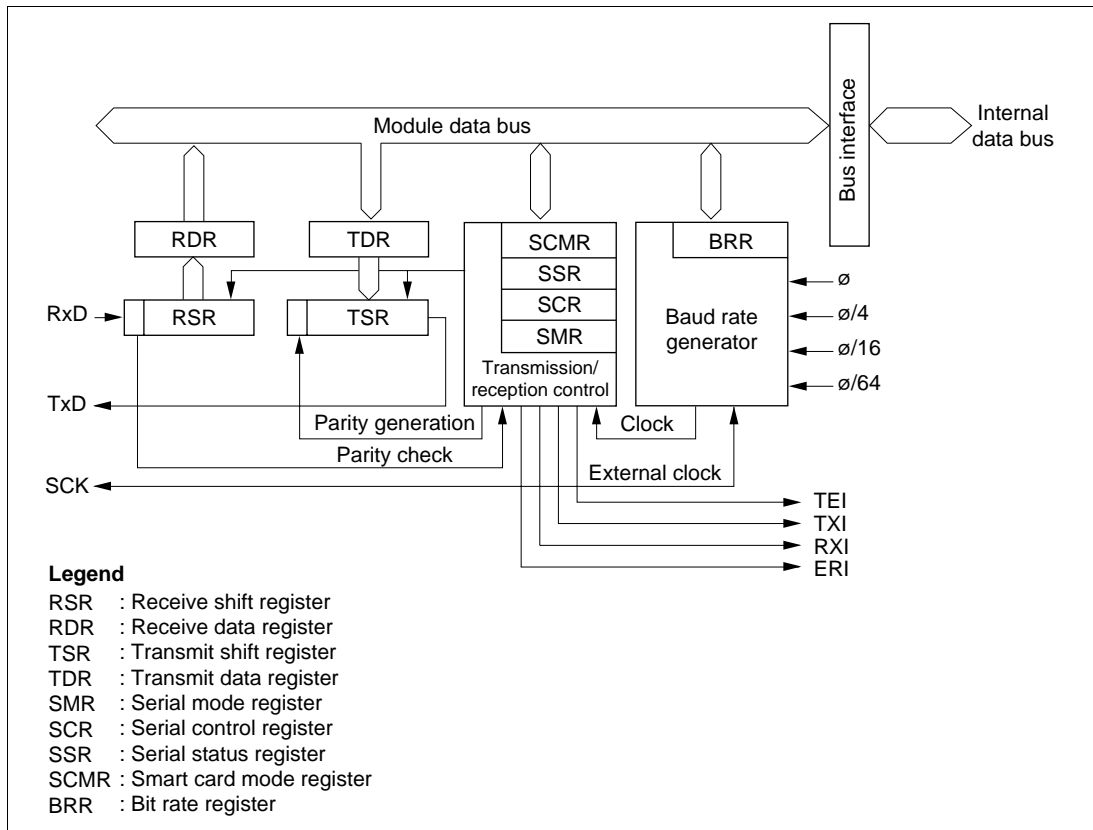 Module data bus
Bus interface
Internal
data bus
RDR
TDR
SCMR
BRR
SSR
ø
RxD
RSR
TSR
SCR
Baud rate
generator
ø/4
SMR
ø/16
Transmission/
reception control
ø/64
TxD
Parity generation
Clock
Parity check
SCK
External clock
TEI
TXI
RXI
ERI
Legend
RSR : Receive shift register
RDR : Receive data register
TSR : Transmit shift register
TDR : Transmit data register
SMR : Serial mode register
SCR : Serial control register
SSR : Serial status register
SCMR : Smart card mode register
BRR : Bit rate register